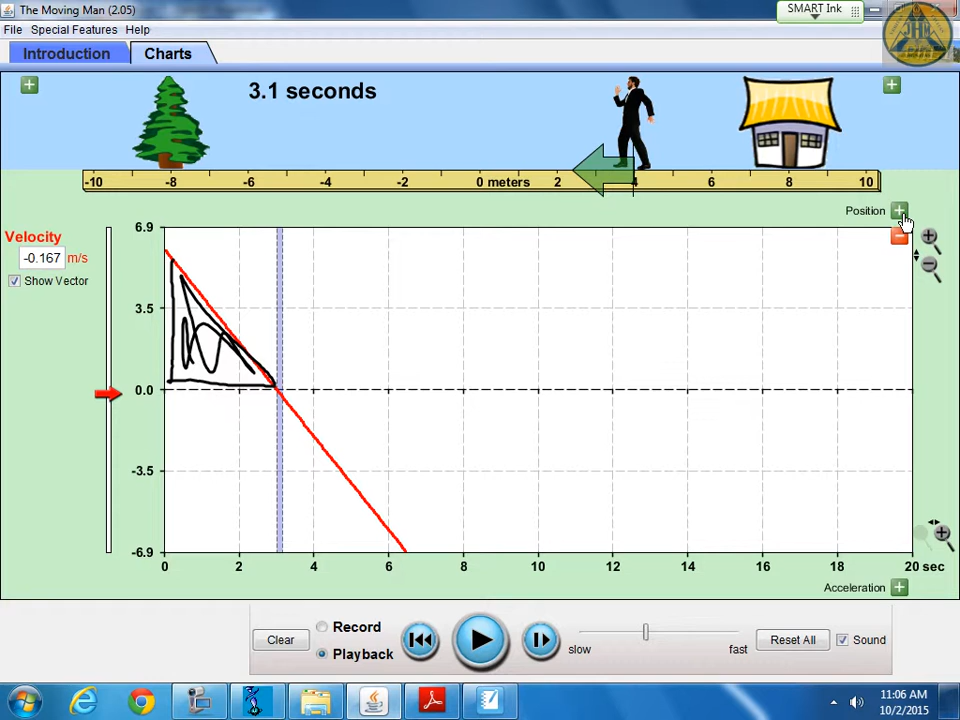 The Moving Man (2.05)
SMART Ink
JHM
File Special Features Help
Introduction Charts
3.1 seconds
-10 -8 -6 -4 -2 0 meters 2 4 6 8 10
Position
Velocity
-0.167 m/s
Show Vector
6.9
3.5
0.0
-3.5
-6.9
0 2 4 6 8 10 12 14 16 18 20 sec
Acceleration
Clear
Record
Playback
slow
fast
Reset All
Sound
11:06 AM
10/2/2015